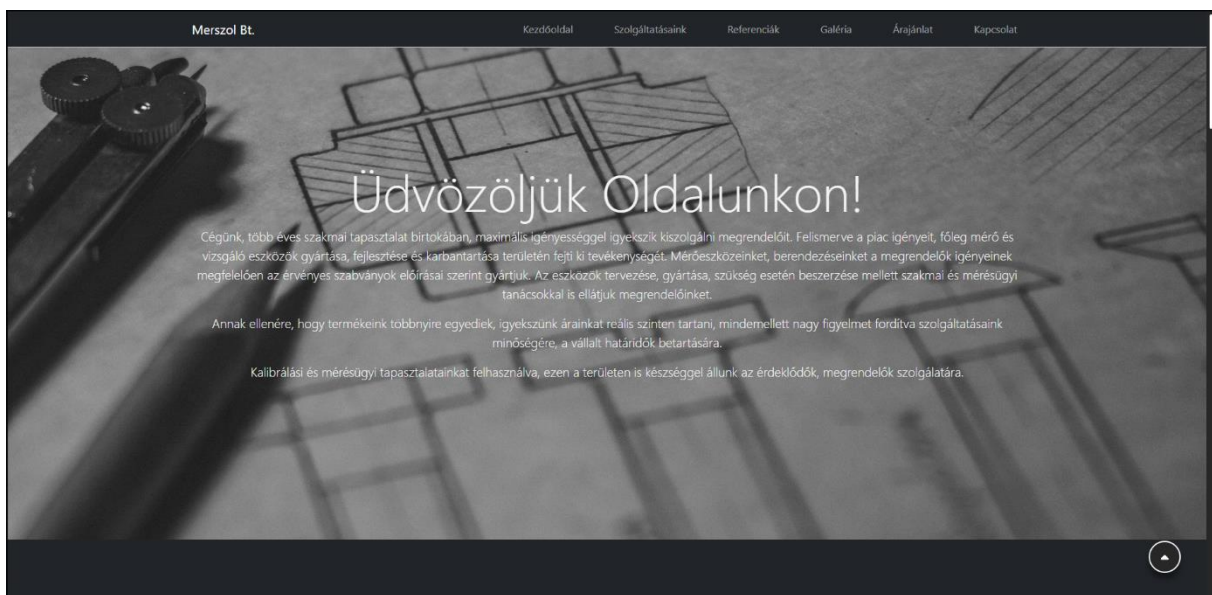 Merszol Bt.
Kezdőoldal Szolgáltatásaink Referenciák Galéria Árajánlat Kapcsolat
Üdvözöljük Oldalunkon!
Cégünk, több éves szakmai tapasztalat birtokában, maximális igényességgel igyekszik kiszolgálni megrendelőit. Felismerve a piac igényeit, főleg mérő és
vizsgáló eszközök gyártása, fejlesztése és karbantartása területén fejti ki tevékenységét. Mérőeszközeinket, berendezéseinket a megrendelők igényeinek
megfelelően az érvényes szabványok előírásai szerint gyártjuk. Az eszközök tervezése, gyártása, szükség esetén beszerzése mellett szakmai és mérésügyi
tanácsokkal is ellátjuk megrendelőinket.
Annak ellenére, hogy termékeink többnyire egyediek, igyekszünk árainkat reális szinten tartani, mindemellett nagy figyelmet fordítva szolgáltatásaink
minőségére, a vállalt határidők betartására.
Kalibrálási és mérésügyi tapasztalatainkat felhasználva, ezen a területen is készséggel állunk az érdeklődők, megrendelők szolgálatára.